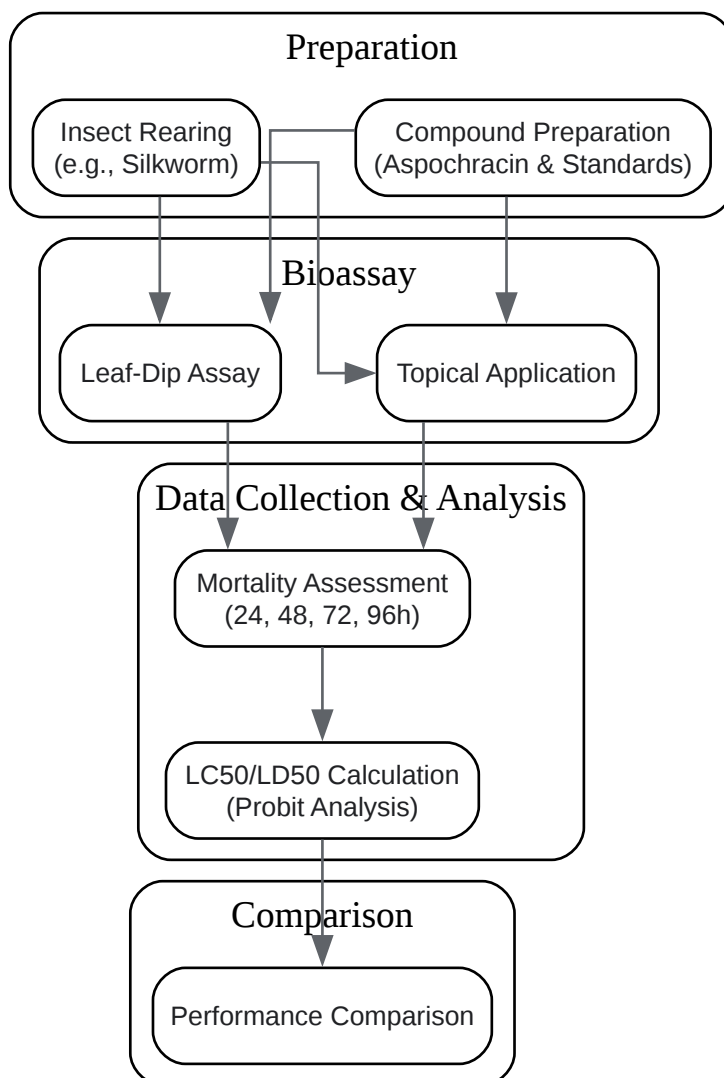 Preparation
Insect Rearing
(e.g., Silkworm)
Compound Preparation
(Aspochracin & Standards)
Bioassay
Leaf-Dip Assay
Topical Application
Data Collection & Analysis
Mortality Assessment
(24, 48, 72, 96h)
LC50/LD50 Calculation
(Probit Analysis)
Comparison
Performance Comparison